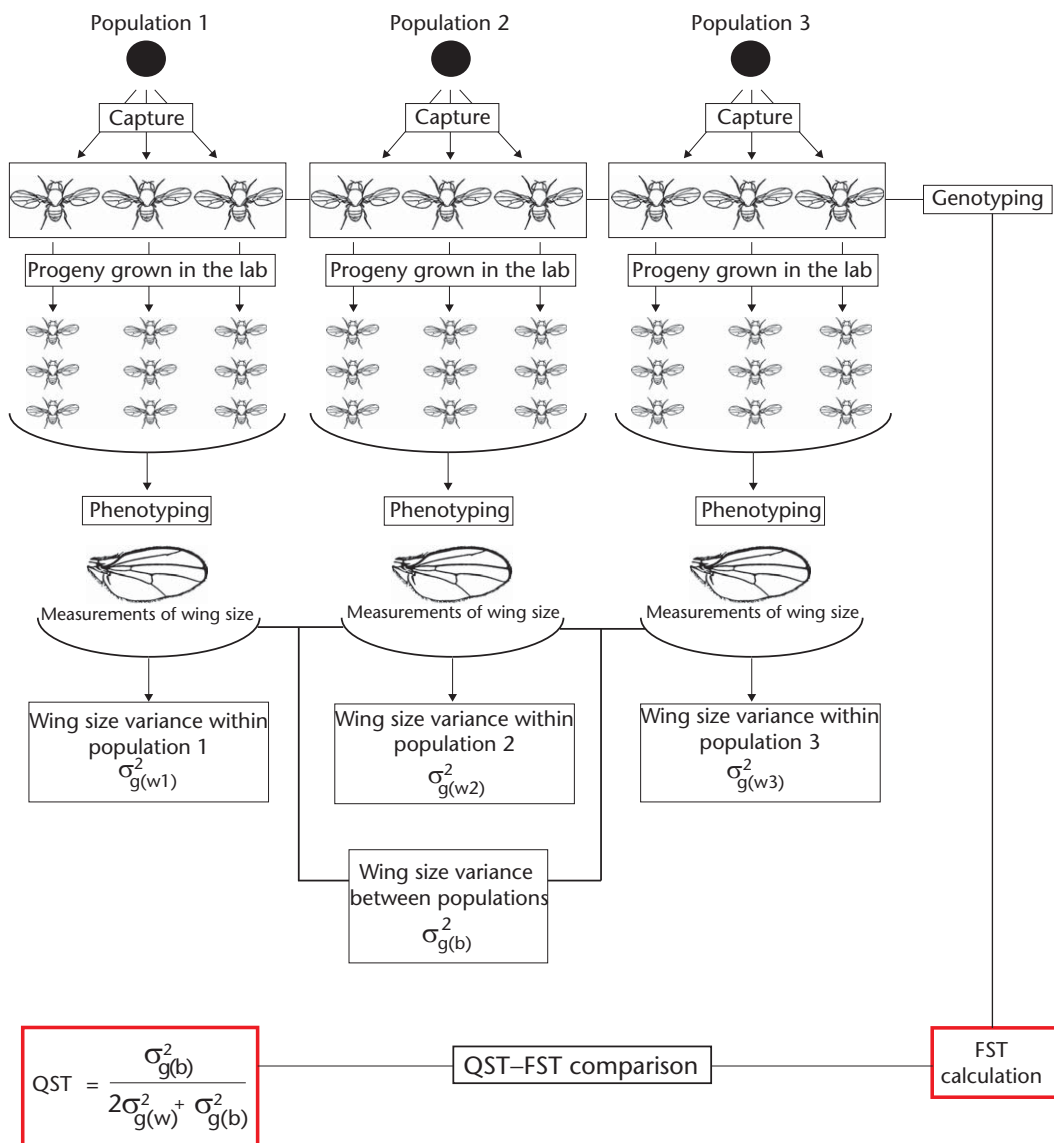 Population 1
Population 2
Population 3
Capture
Capture
Capture
Genotyping
Progeny grown in the lab
Progeny grown in the lab
Progeny grown in the lab
Phenotyping
Phenotyping
Phenotyping
Measurements of wing size
Measurements of wing size
Measurements of wing size
Wing size variance within
population 1
σ²g(w1)
Wing size variance within
population 2
σ²g(w2)
Wing size variance within
population 3
σ²g(w3)
Wing size variance
between populations
σ²g(b)
QST = σ²g(b) / 2σ²g(w) + σ²g(b)
QST–FST comparison
FST
calculation